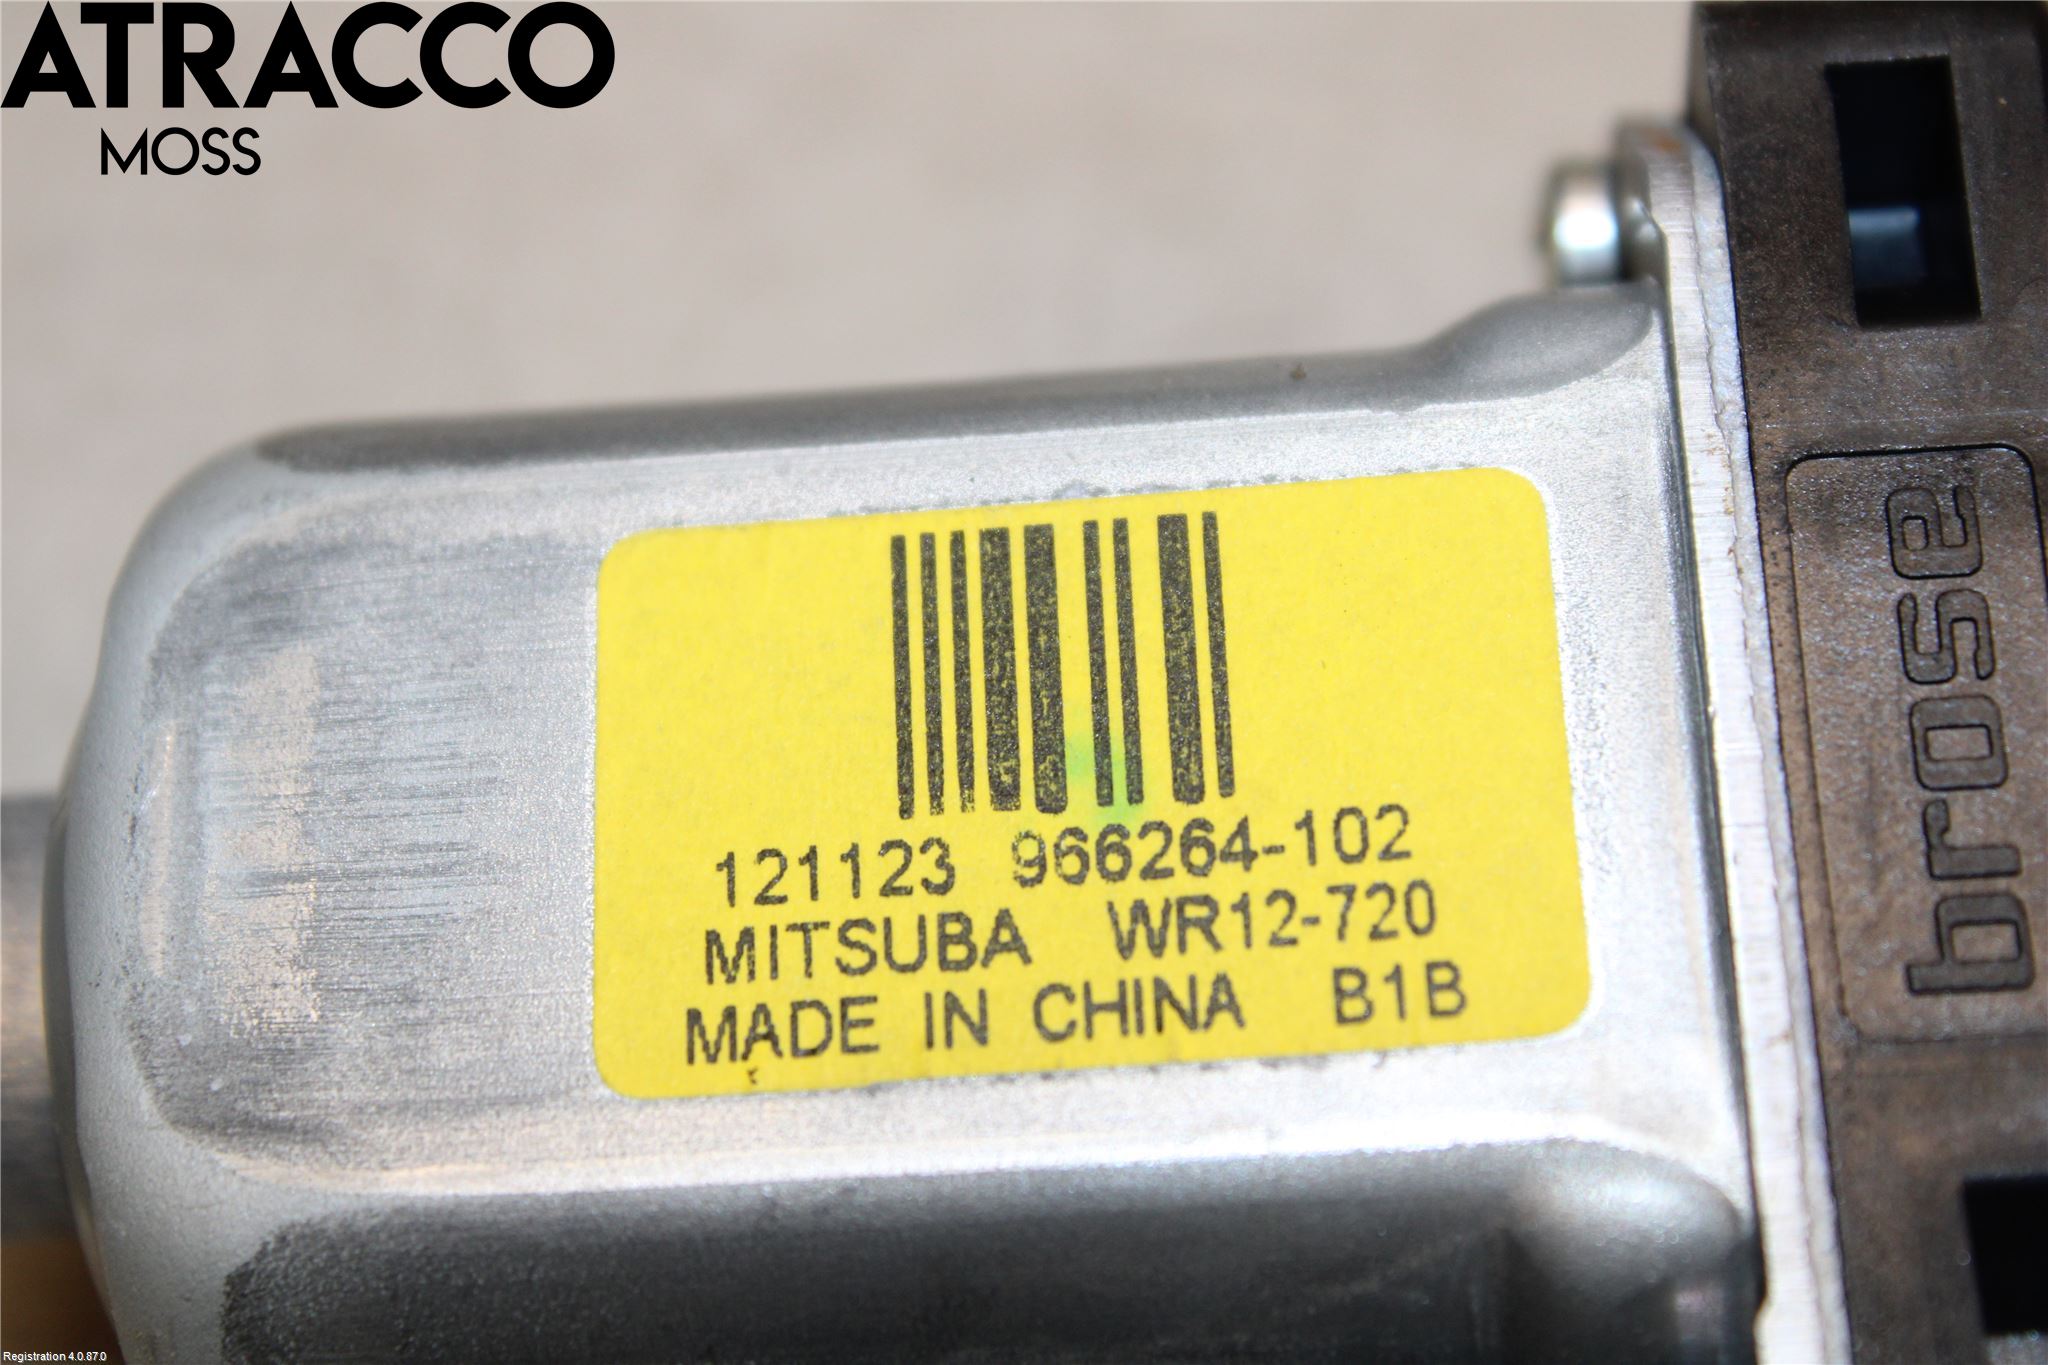 ATRACCO
MOSS
121123 966264-102
MITSUBA WR12-720
MADE IN CHINA B1B
brose
Registration 4.0.87.0